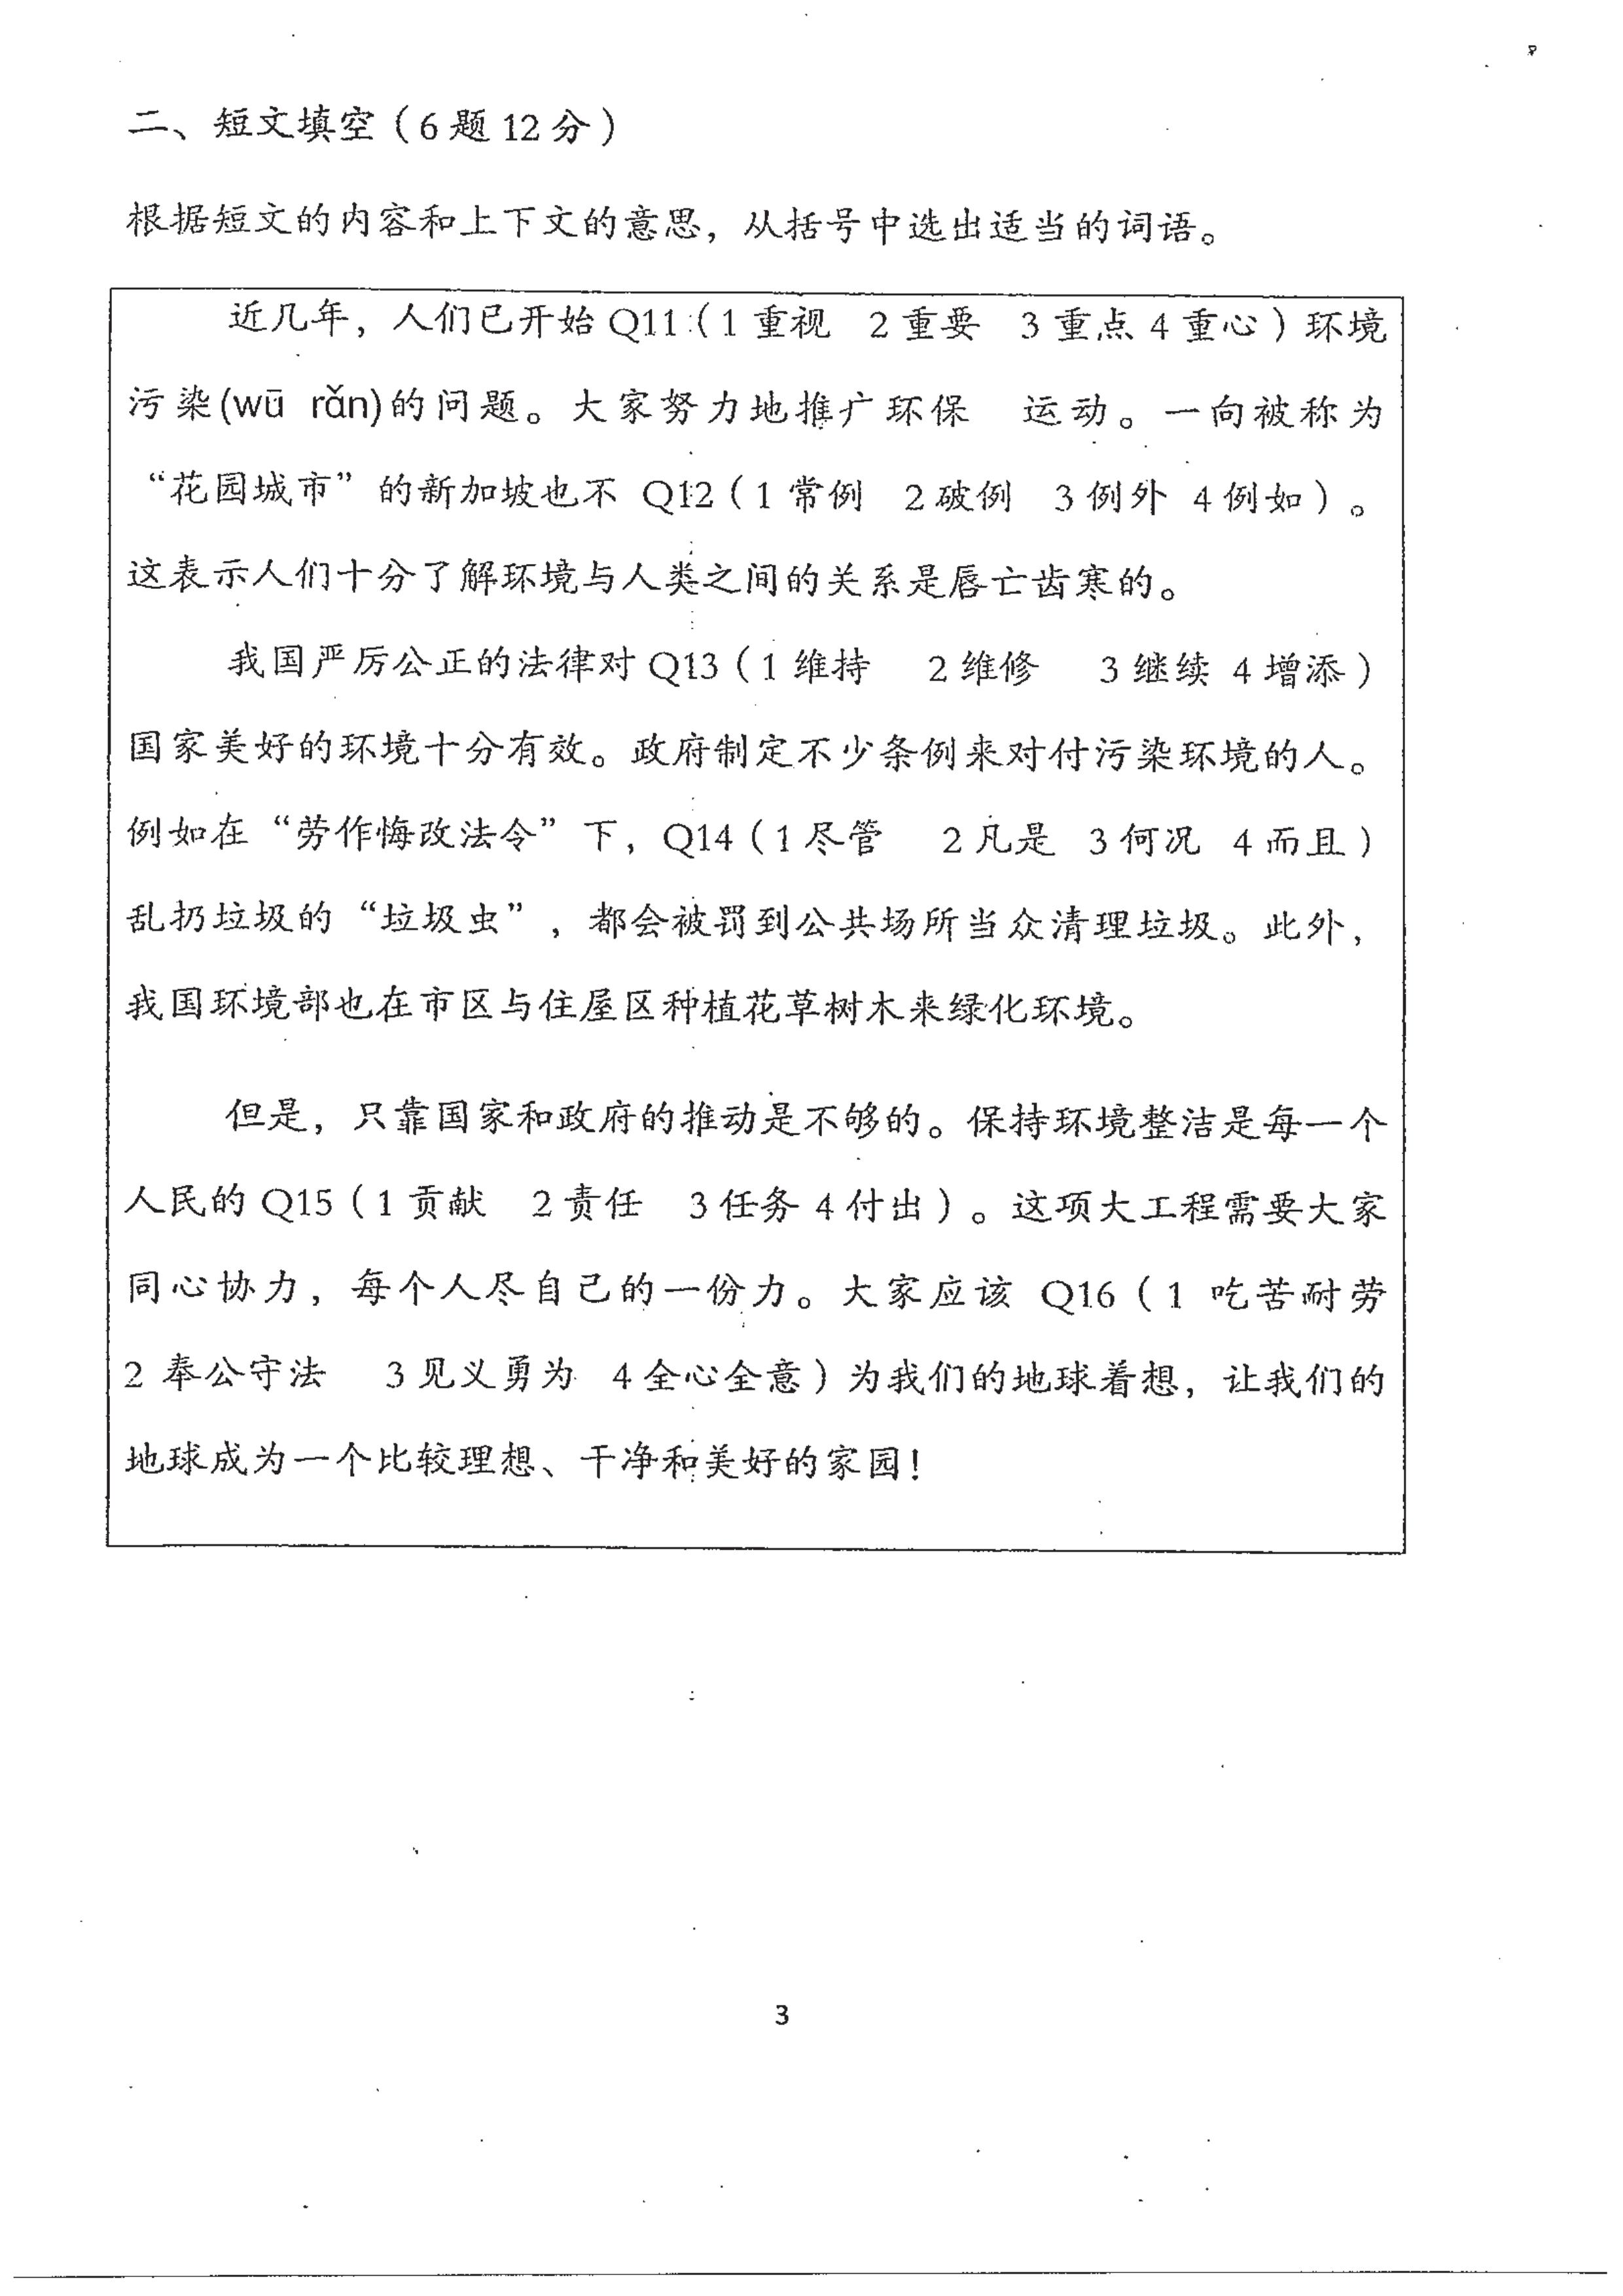 二、短文填空（6题12分）
根据短文的内容和上下文的意思，从括号中选出适当的词语。
近几年，人们已开始Q11（1重视 2重要 3重点 4重心）环境
污染(wū rǎn)的问题。大家努力地推广环保 运动。一向被称为
“花园城市”的新加坡也不 Q12（1常例 2破例 3例外 4例如）。
这表示人们十分了解环境与人类之间的关系是唇亡齿寒的。
我国严厉公正的法律对Q13（1维持 2维修 3继续 4增添）
国家美好的环境十分有效。政府制定不少条例来对付污染环境的人。
例如在“劳作悔改法令”下，Q14（1尽管 2凡是 3何况 4而且）
乱扔垃圾的“垃圾虫”，都会被罚到公共场所当众清理垃圾。此外，
我国环境部也在市区与住屋区种植花草树木来绿化环境。
但是，只靠国家和政府的推动是不够的。保持环境整洁是每一个
人民的Q15（1贡献 2责任 3任务 4付出）。这项大工程需要大家
同心协力，每个人尽自己的一份力。大家应该 Q16（1 吃苦耐劳
2 奉公守法 3见义勇为 4全心全意）为我们的地球着想，让我们的
地球成为一个比较理想、干净和美好的家园！
3